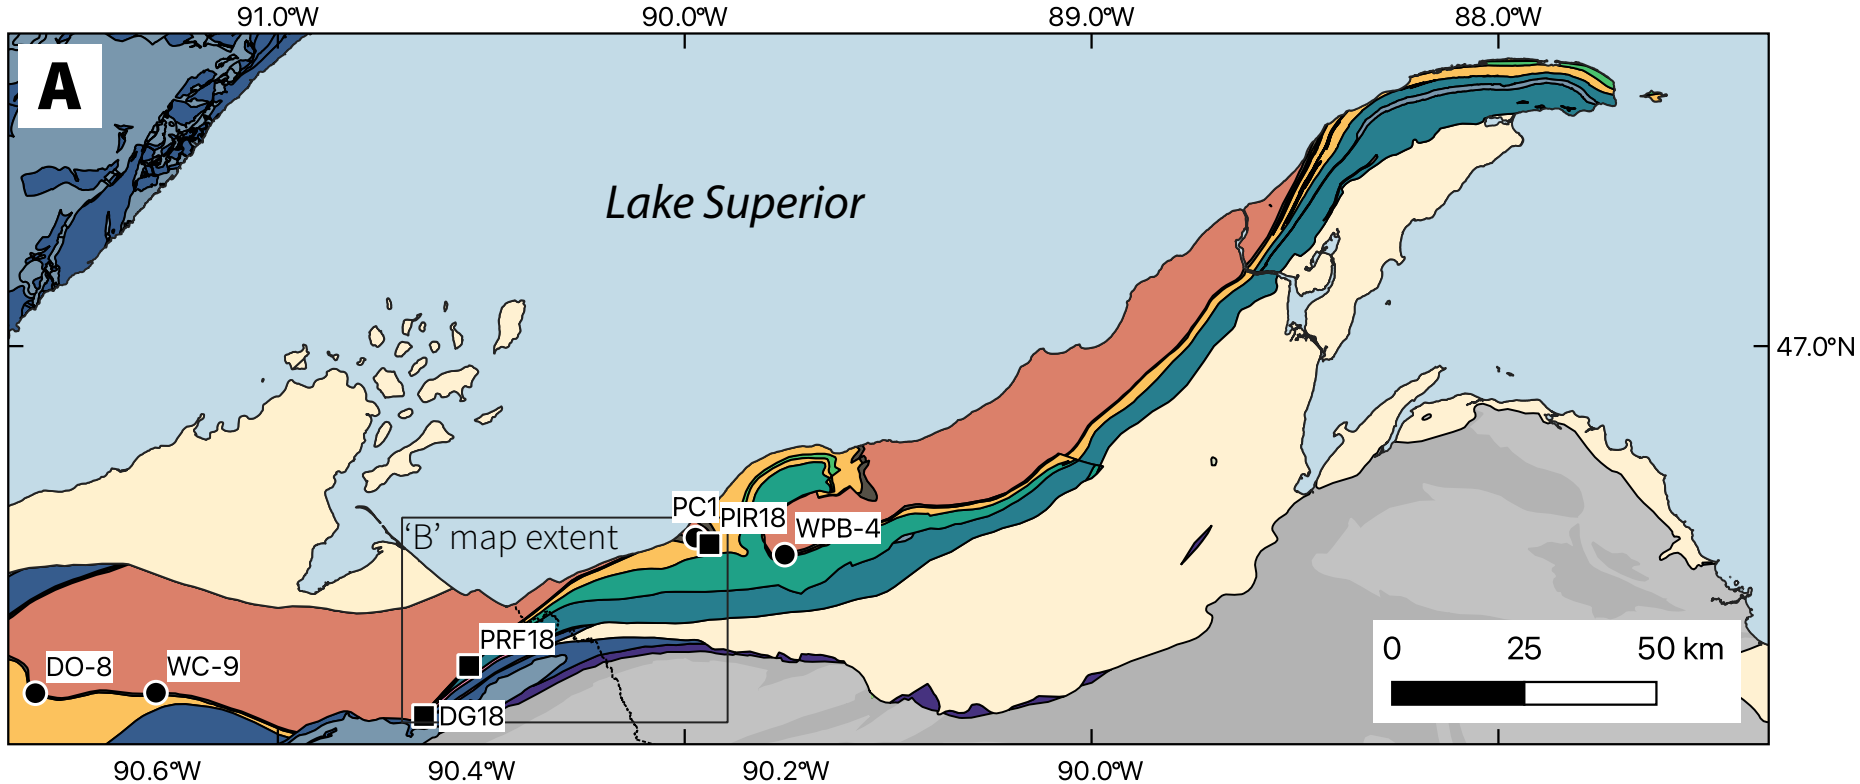 91.0°W 90.0°W 89.0°W 88.0°W
A
Lake Superior
47.0°N
PC1
PIR18
WPB-4
'B' map extent
PRF18
DO-8
WC-9
DG18
0 25 50 km
90.6°W 90.4°W 90.2°W 90.0°W